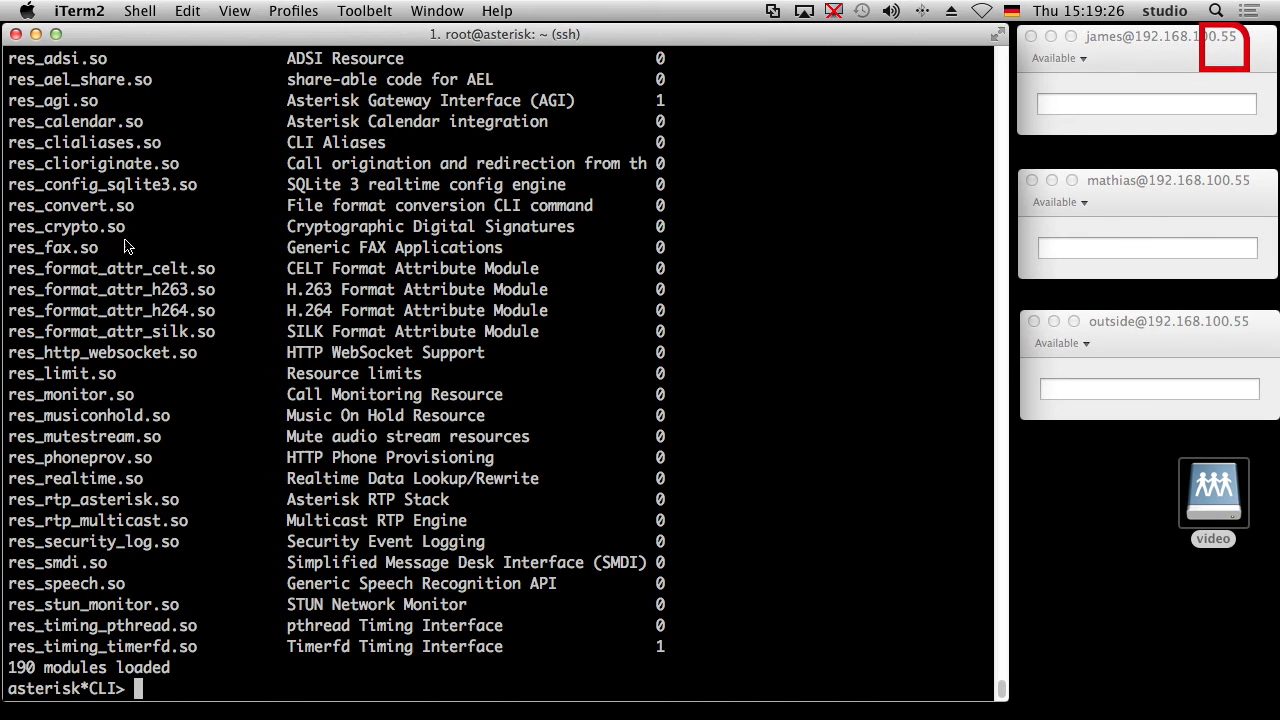 iTerm2 Shell Edit View Profiles Toolbelt Window Help Thu 15:19:26 studio
1. root@asterisk: ~ (ssh)
res_adsi.so ADSI Resource 0
res_ael_share.so share-able code for AEL 0
res_agi.so Asterisk Gateway Interface (AGI) 1
res_calendar.so Asterisk Calendar integration 0
res_clialiases.so CLI Aliases 0
res_clioriginate.so Call origination and redirection from th 0
res_config_sqlite3.so SQLite 3 realtime config engine 0
res_convert.so File format conversion CLI command 0
res_crypto.so Cryptographic Digital Signatures 0
res_fax.so Generic FAX Applications 0
res_format_attr_celt.so CELT Format Attribute Module 0
res_format_attr_h263.so H.263 Format Attribute Module 0
res_format_attr_h264.so H.264 Format Attribute Module 0
res_format_attr_silk.so SILK Format Attribute Module 0
res_http_websocket.so HTTP WebSocket Support 0
res_limit.so Resource limits 0
res_monitor.so Call Monitoring Resource 0
res_musiconhold.so Music On Hold Resource 0
res_mutestream.so Mute audio stream resources 0
res_phoneprov.so HTTP Phone Provisioning 0
res_realtime.so Realtime Data Lookup/Rewrite 0
res_rtp_asterisk.so Asterisk RTP Stack 0
res_rtp_multicast.so Multicast RTP Engine 0
res_security_log.so Security Event Logging 0
res_smdi.so Simplified Message Desk Interface (SMDI) 0
res_speech.so Generic Speech Recognition API 0
res_stun_monitor.so STUN Network Monitor 0
res_timing_pthread.so pthread Timing Interface 0
res_timing_timerfd.so Timerfd Timing Interface 1
190 modules loaded
asterisk*CLI>
james@192.168.100.55
Available
mathias@192.168.100.55
Available
outside@192.168.100.55
Available
video